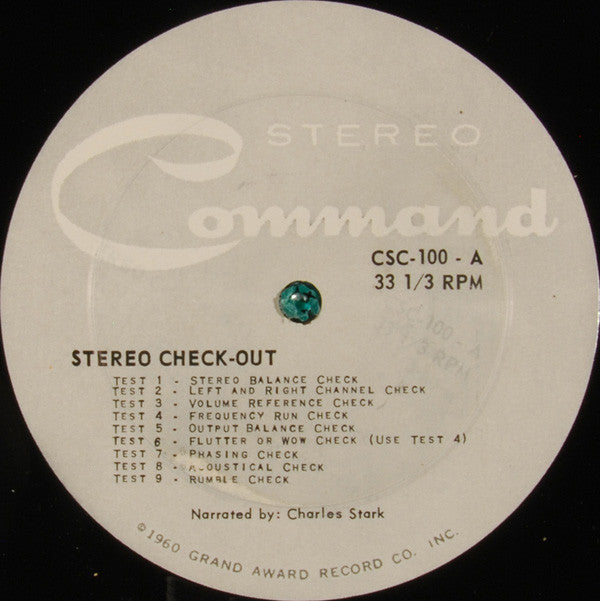 STEREO
Command
CSC-100 - A
33 1/3 RPM
C-100 - A
/3 RPM
STEREO CHECK-OUT
TEST 1 - STEREO BALANCE CHECK
TEST 2 - LEFT AND RIGHT CHANNEL CHECK
TEST 3 - VOLUME REFERENCE CHECK
TEST 4 - FREQUENCY RUN CHECK
TEST 5 - OUTPUT BALANCE CHECK
TEST 6 - FLUTTER OR WOW CHECK (USE TEST 4)
TEST 7 - PHASING CHECK
TEST 8 - ACOUSTICAL CHECK
TEST 9 - RUMBLE CHECK
Narrated by: Charles Stark
©1960 GRAND AWARD RECORD CO. INC.